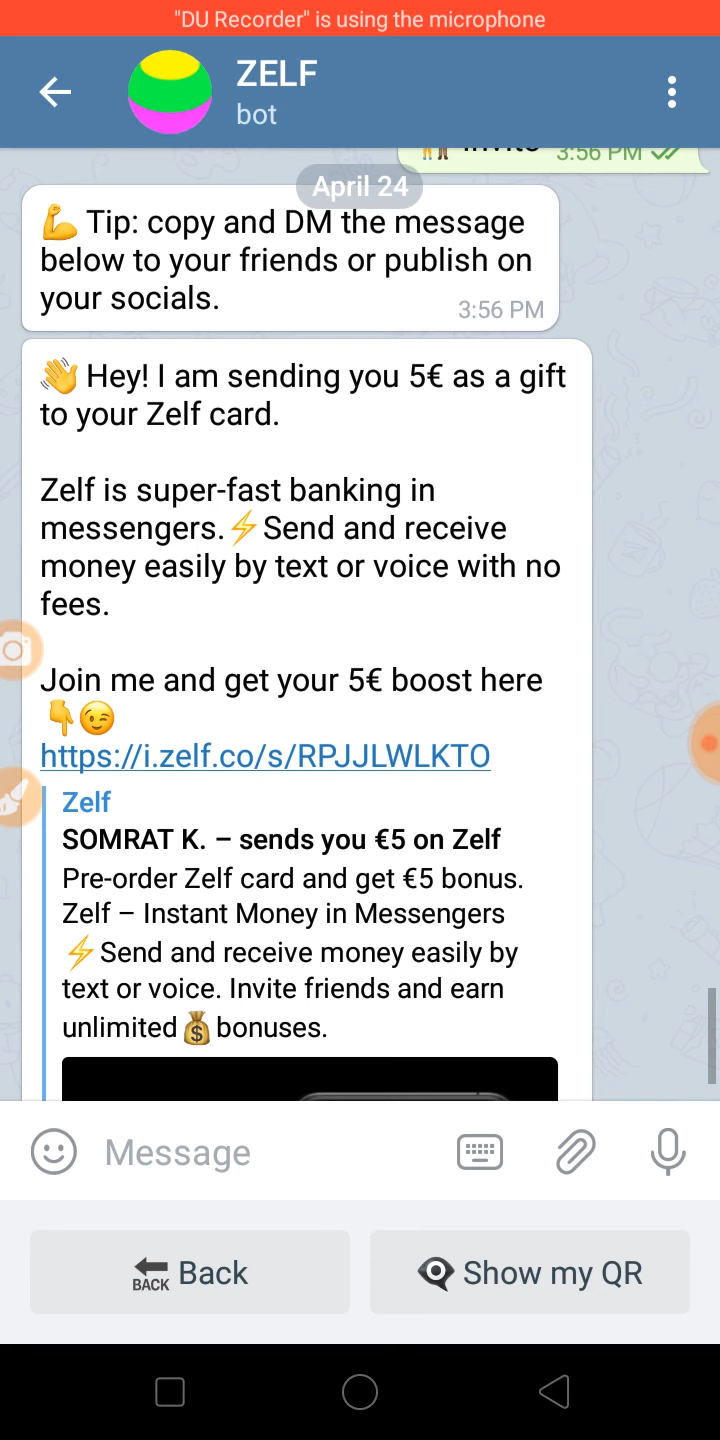 "DU Recorder" is using the microphone
ZELF
bot
Invite 3:56 PM
April 24
💪 Tip: copy and DM the message
below to your friends or publish on
your socials. 3:56 PM
👋 Hey! I am sending you 5€ as a gift
to your Zelf card.
Zelf is super-fast banking in
messengers.⚡Send and receive
money easily by text or voice with no
fees.
Join me and get your 5€ boost here
👇😉
https://i.zelf.co/s/RPJJLWLKTO
Zelf
SOMRAT K. – sends you €5 on Zelf
Pre-order Zelf card and get €5 bonus.
Zelf – Instant Money in Messengers
⚡Send and receive money easily by
text or voice. Invite friends and earn
unlimited💰bonuses.
Message
BACK Back
Show my QR